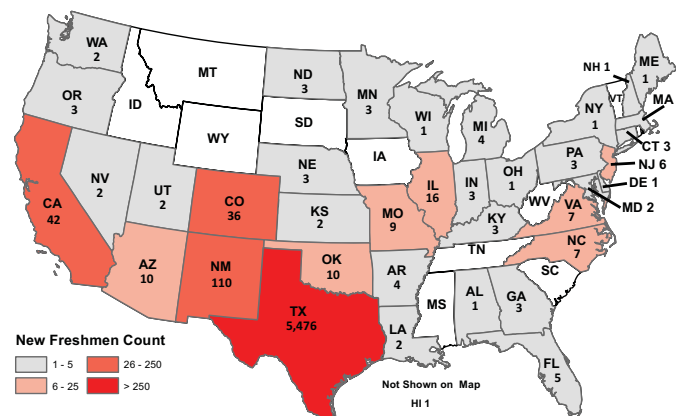 WA
2
OR
3
CA
42
NV
2
ID
MT
WY
UT
2
AZ
10
CO
36
NM
110
ND
3
SD
NE
3
KS
2
OK
10
TX
5,476
MN
3
IA
MO
9
AR
4
LA
2
WI
1
IL
16
MI
4
IN
3
OH
1
KY
3
TN
MS
AL
1
GA
3
FL
5
SC
NC
7
VA
7
WV
PA
3
NY
1
VT
NH 1
ME
1
MA
CT 3
NJ 6
DE 1
MD 2
New Freshmen Count
1 - 5
26 - 250
6 - 25
> 250
Not Shown on Map
HI 1